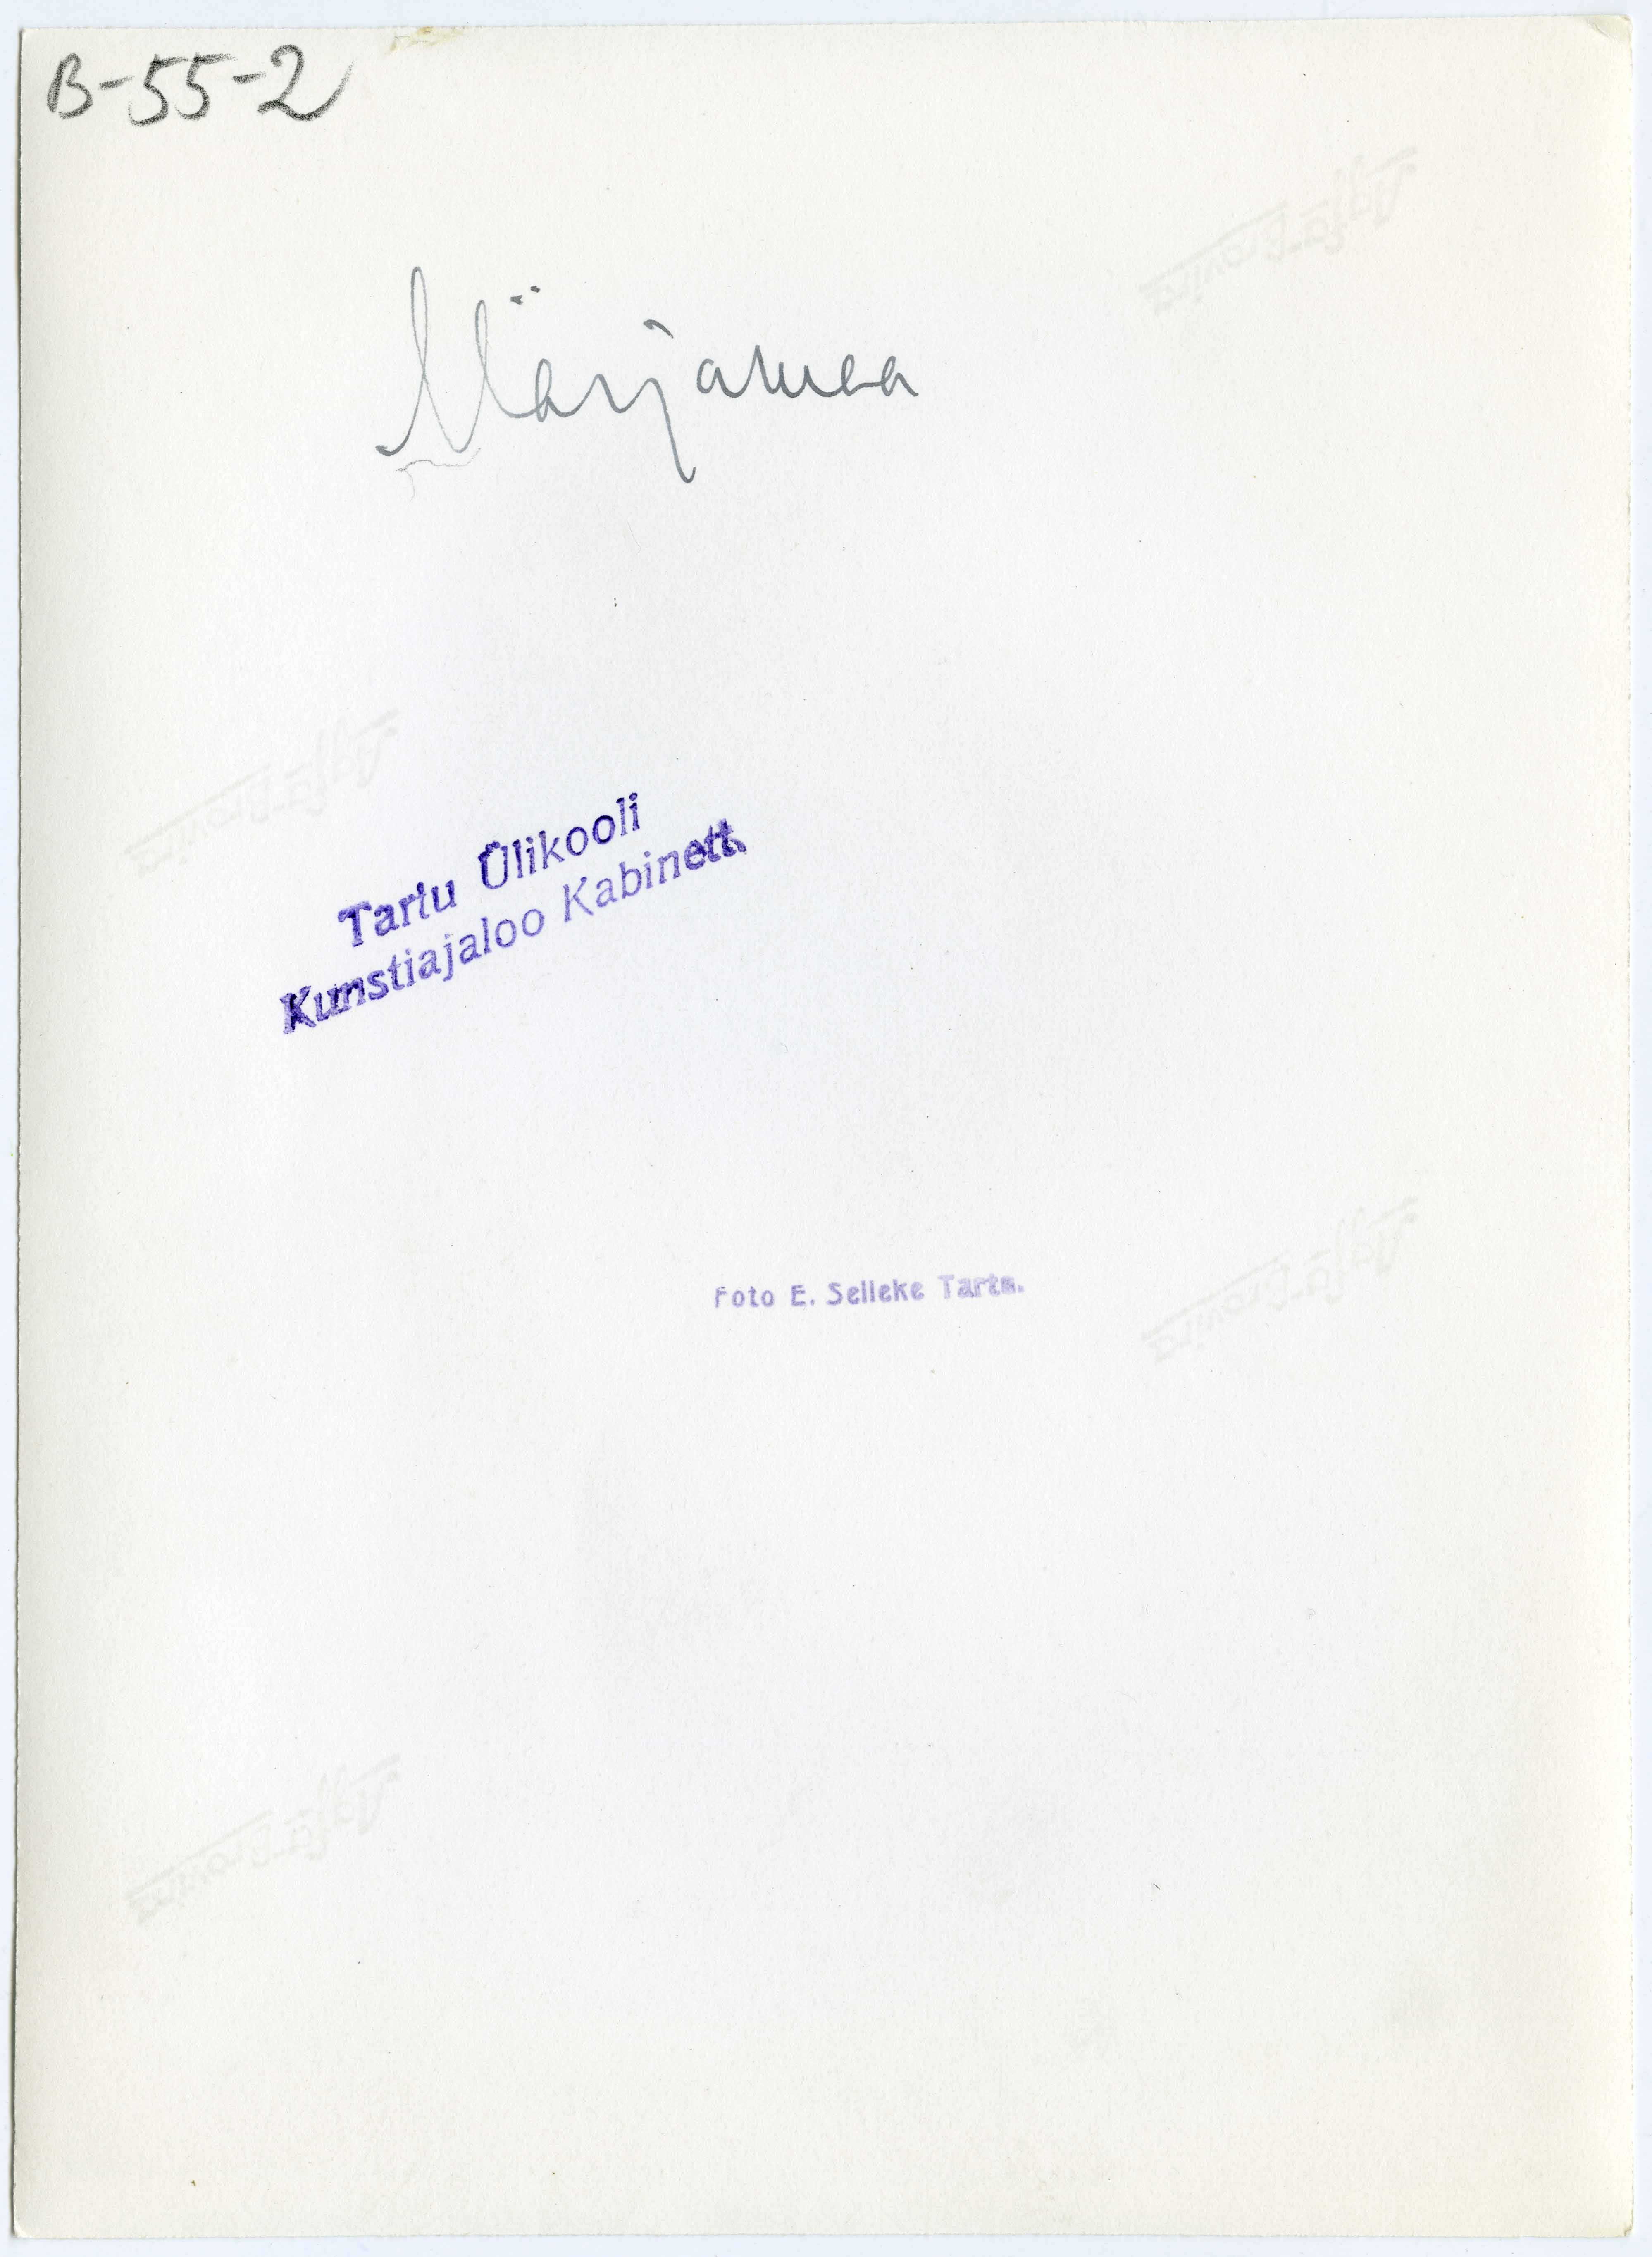 B-55-2
Märjamaa
Tartu Ülikooli
Kunstiajaloo Kabinett
Foto E. Selleke Tartu.